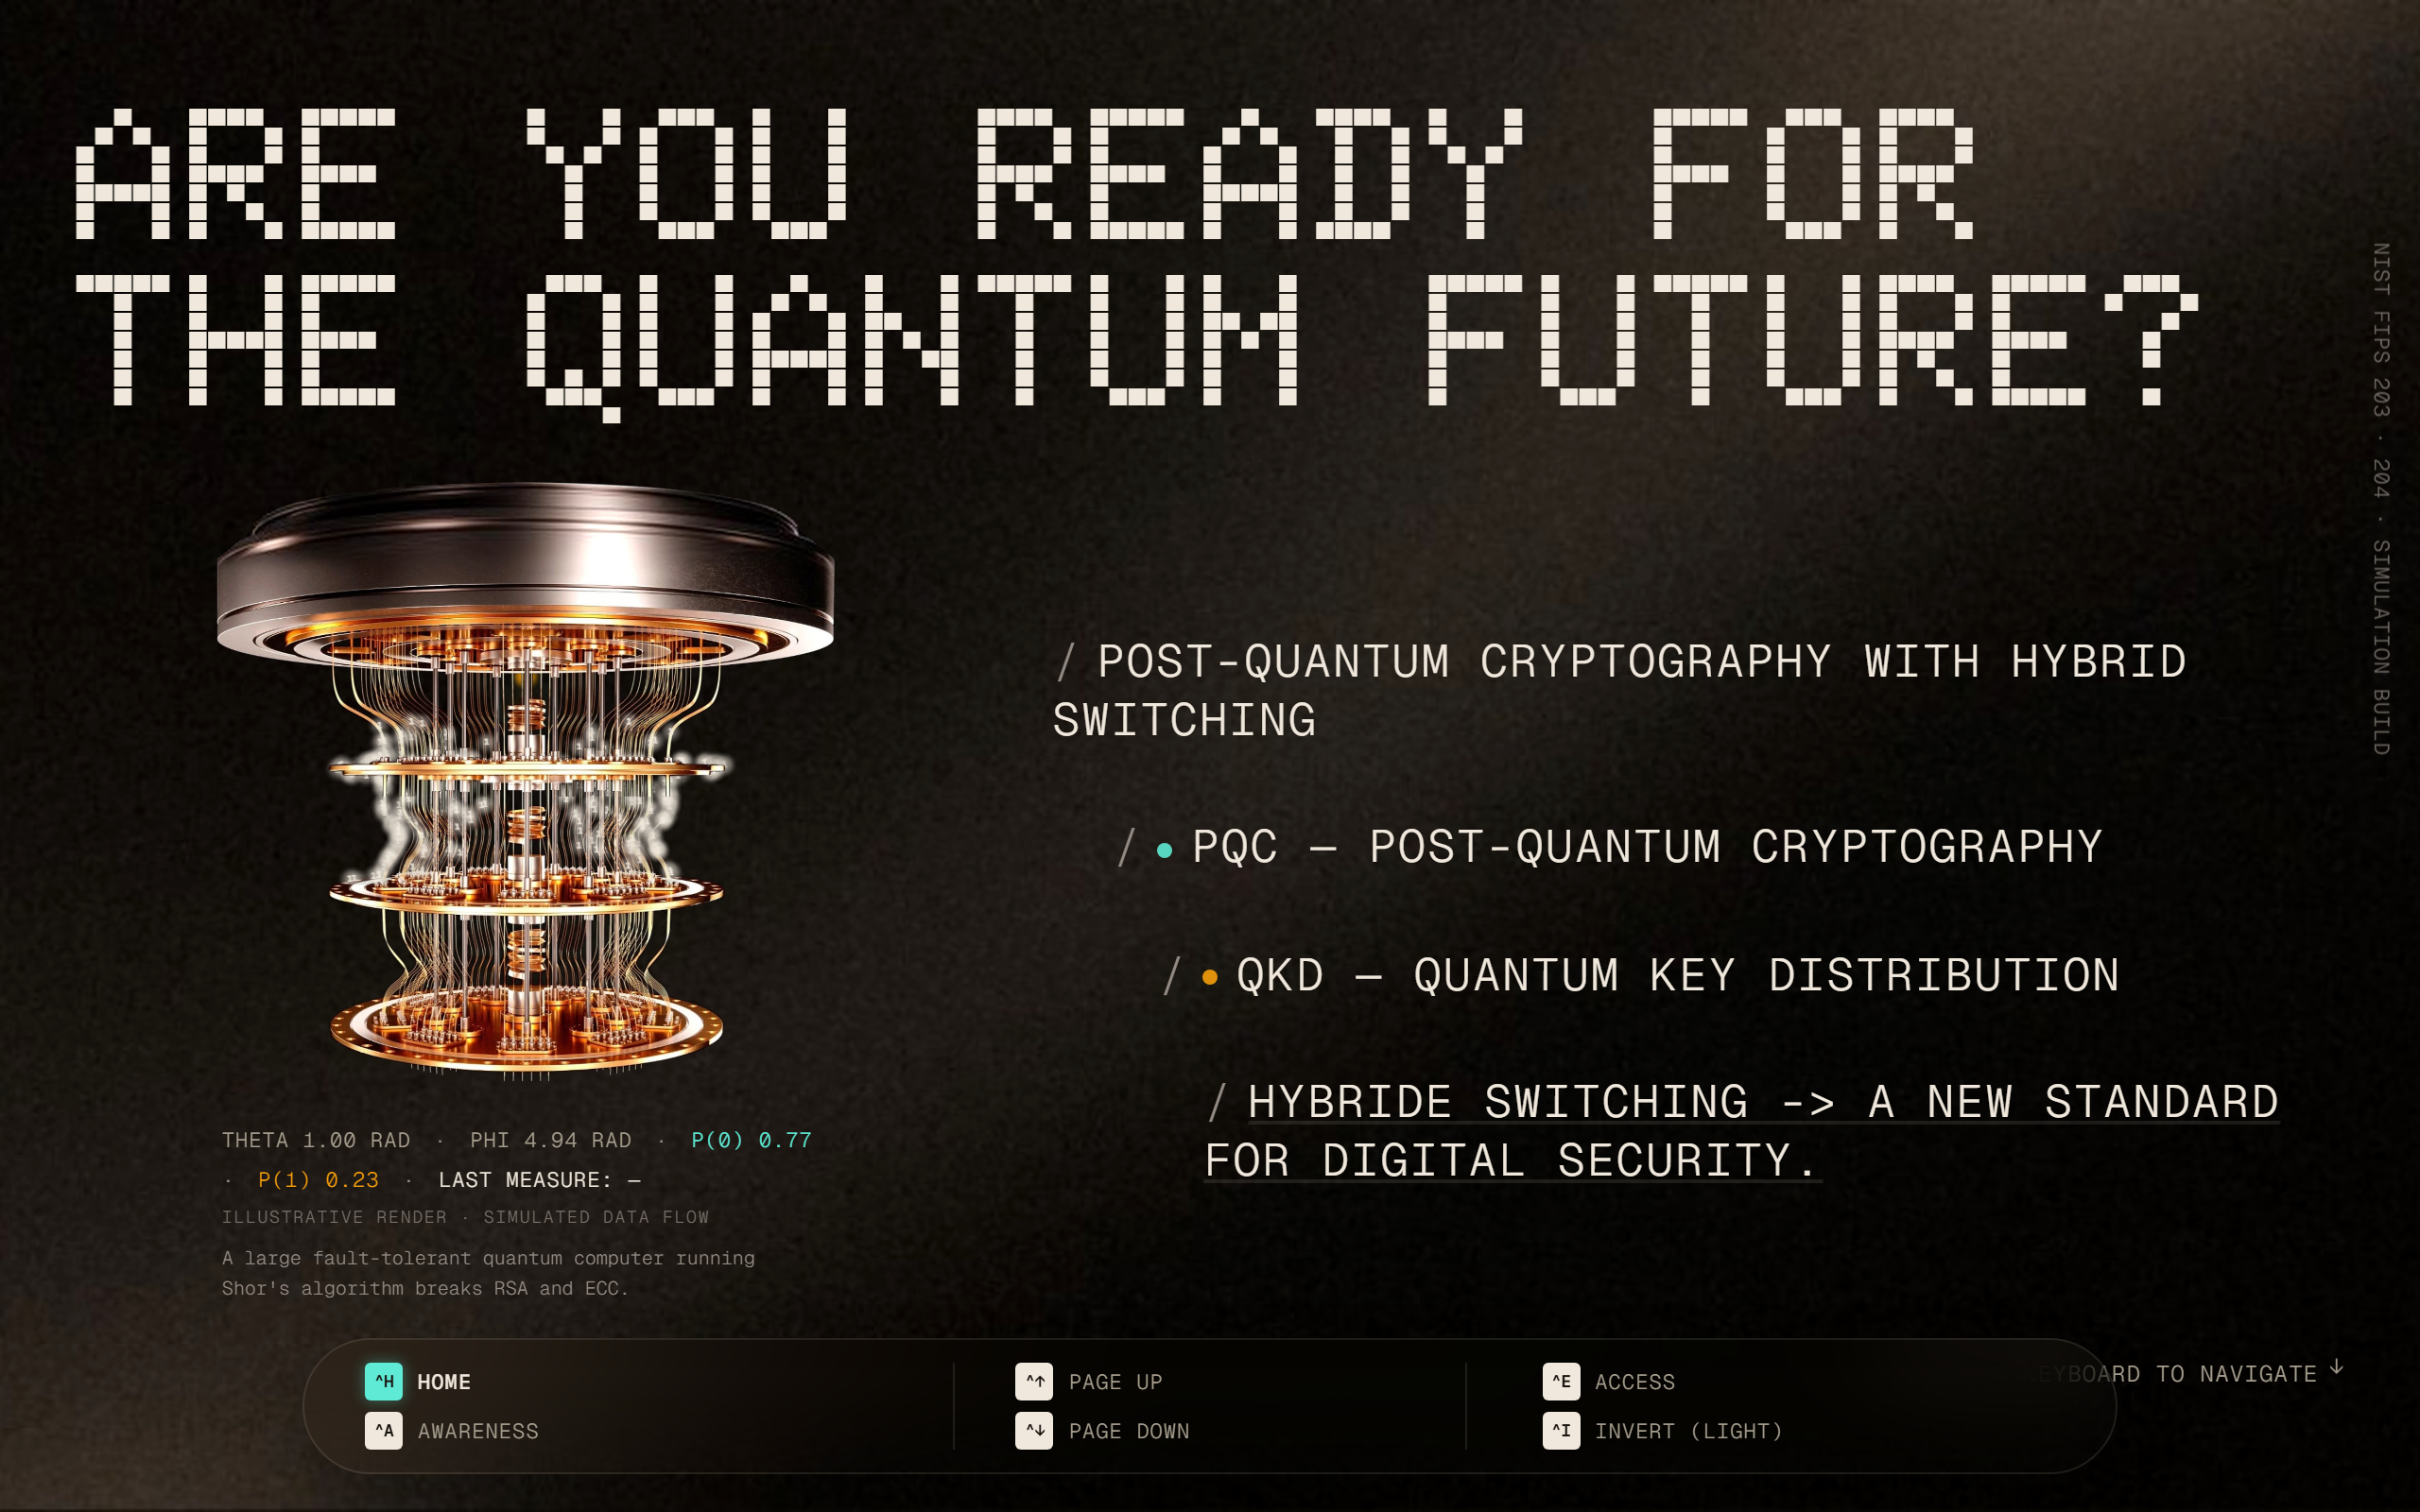 ARE YOU READY FOR
THE QUANTUM FUTURE?
NIST FIPS 203 · 204 · SIMULATION BUILD
/ POST-QUANTUM CRYPTOGRAPHY WITH HYBRID
SWITCHING
/ • PQC — POST-QUANTUM CRYPTOGRAPHY
/ • QKD — QUANTUM KEY DISTRIBUTION
/ HYBRIDE SWITCHING -> A NEW STANDARD
FOR DIGITAL SECURITY.
THETA 1.00 RAD · PHI 4.94 RAD · P(0) 0.77
· P(1) 0.23 · LAST MEASURE: —
ILLUSTRATIVE RENDER · SIMULATED DATA FLOW
A large fault-tolerant quantum computer running
Shor's algorithm breaks RSA and ECC.
^H HOME
^A AWARENESS
^↑ PAGE UP
^↓ PAGE DOWN
^E ACCESS
^I INVERT (LIGHT)
EYBOARD TO NAVIGATE ↓